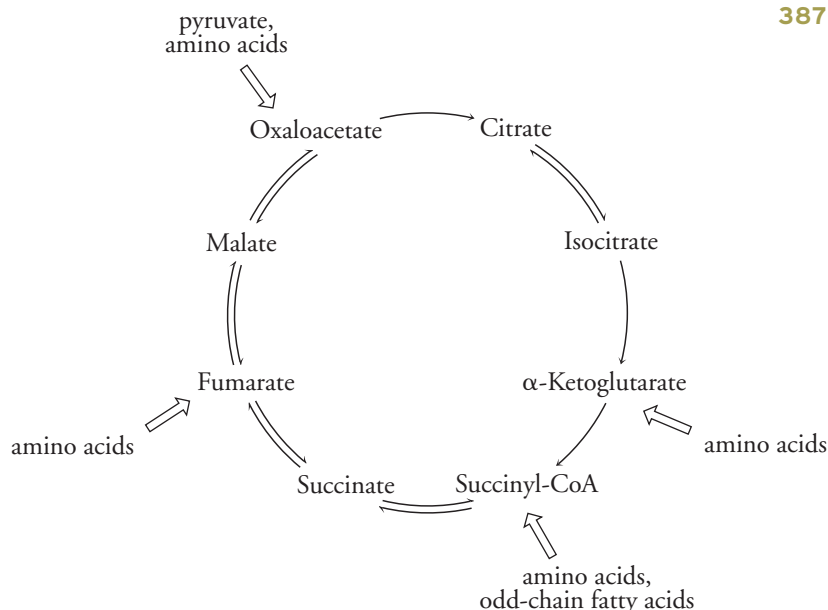 387
pyruvate,
amino acids
Oxaloacetate
Citrate
Malate
Isocitrate
Fumarate
α-Ketoglutarate
amino acids
amino acids
Succinate
Succinyl-CoA
amino acids,
odd-chain fatty acids